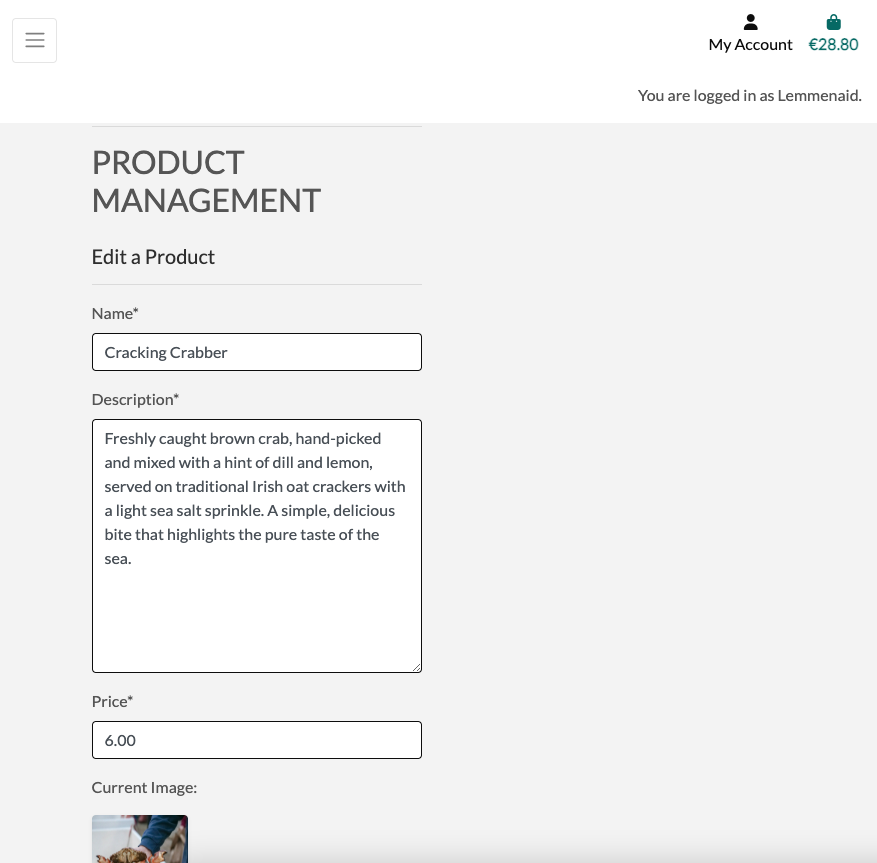 My Account
€28.80
You are logged in as Lemmenaid.
PRODUCT
MANAGEMENT
Edit a Product
Name*
Cracking Crabber
Description*
Freshly caught brown crab, hand-picked
and mixed with a hint of dill and lemon,
served on traditional Irish oat crackers with
a light sea salt sprinkle. A simple, delicious
bite that highlights the pure taste of the
sea.
Price*
6.00
Current Image: